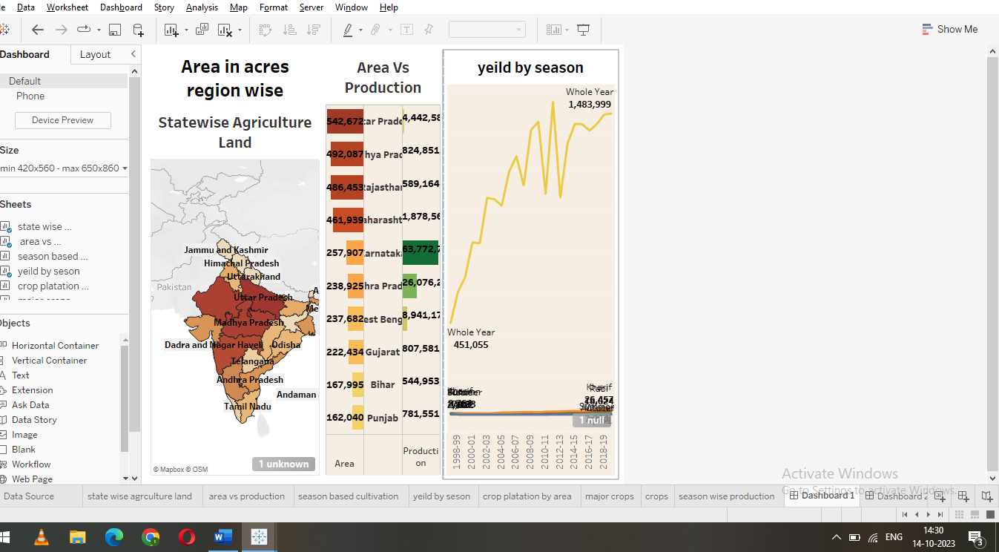 Data Worksheet Dashboard Story Analysis Map Format Server Window Help
Show Me
Dashboard Layout
Default
Phone
Device Preview
Size
min 420x560 - max 650x860
Sheets
state wise ...
area vs ...
season based ...
yeild by seson
crop platation ...
Objects
Horizontal Container
Vertical Container
Text
Extension
Ask Data
Data Story
Image
Blank
Workflow
Web Page
Area in acres
region wise
Statewise Agriculture
Land
Jammu and Kashmir
Himachal Pradesh
Uttarakhand
Pakistan
Uttar Pradesh
A
Me
Madhya Pradesh
Dadra and Nagar Haveli
Odisha
Telangana
Andhra Pradesh
Andaman
Tamil Nadu
© Mapbox © OSM
1 unknown
Area Vs
Production
542,672 tar Prade 4,442,58
492,087 hya Prad 824,851
486,453 Rajasthan 589,164
461,939 aharasht 1,878,56
257,907 Karnataka 63,772,7
238,925 hra Prad 26,076,2
237,682 est Beng 8,941,17
222,434 Gujarat 807,581
167,995 Bihar 544,953
162,040 Punjab 781,551
Area
Producti
on
yeild by season
Whole Year
1,483,999
Whole Year
451,055
Kharif
Rabi
26,457
Summer
1 null
1998-99
2000-01
2002-03
2004-05
2006-07
2008-09
2010-11
2012-13
2014-15
2016-17
2018-19
Activate Windows
Go to Settings to activate Windows.
Data Source state wise agrculture land area vs production season based cultivation yeild by seson crop platation by area major crops crops season wise production Dashboard 1 Dashboard 2
ENG
14:30
14-10-2023
3